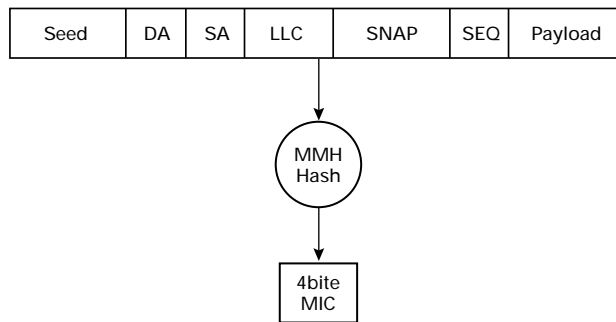 Seed DA SA LLC SNAP SEQ Payload
MMH
Hash
4bite
MIC